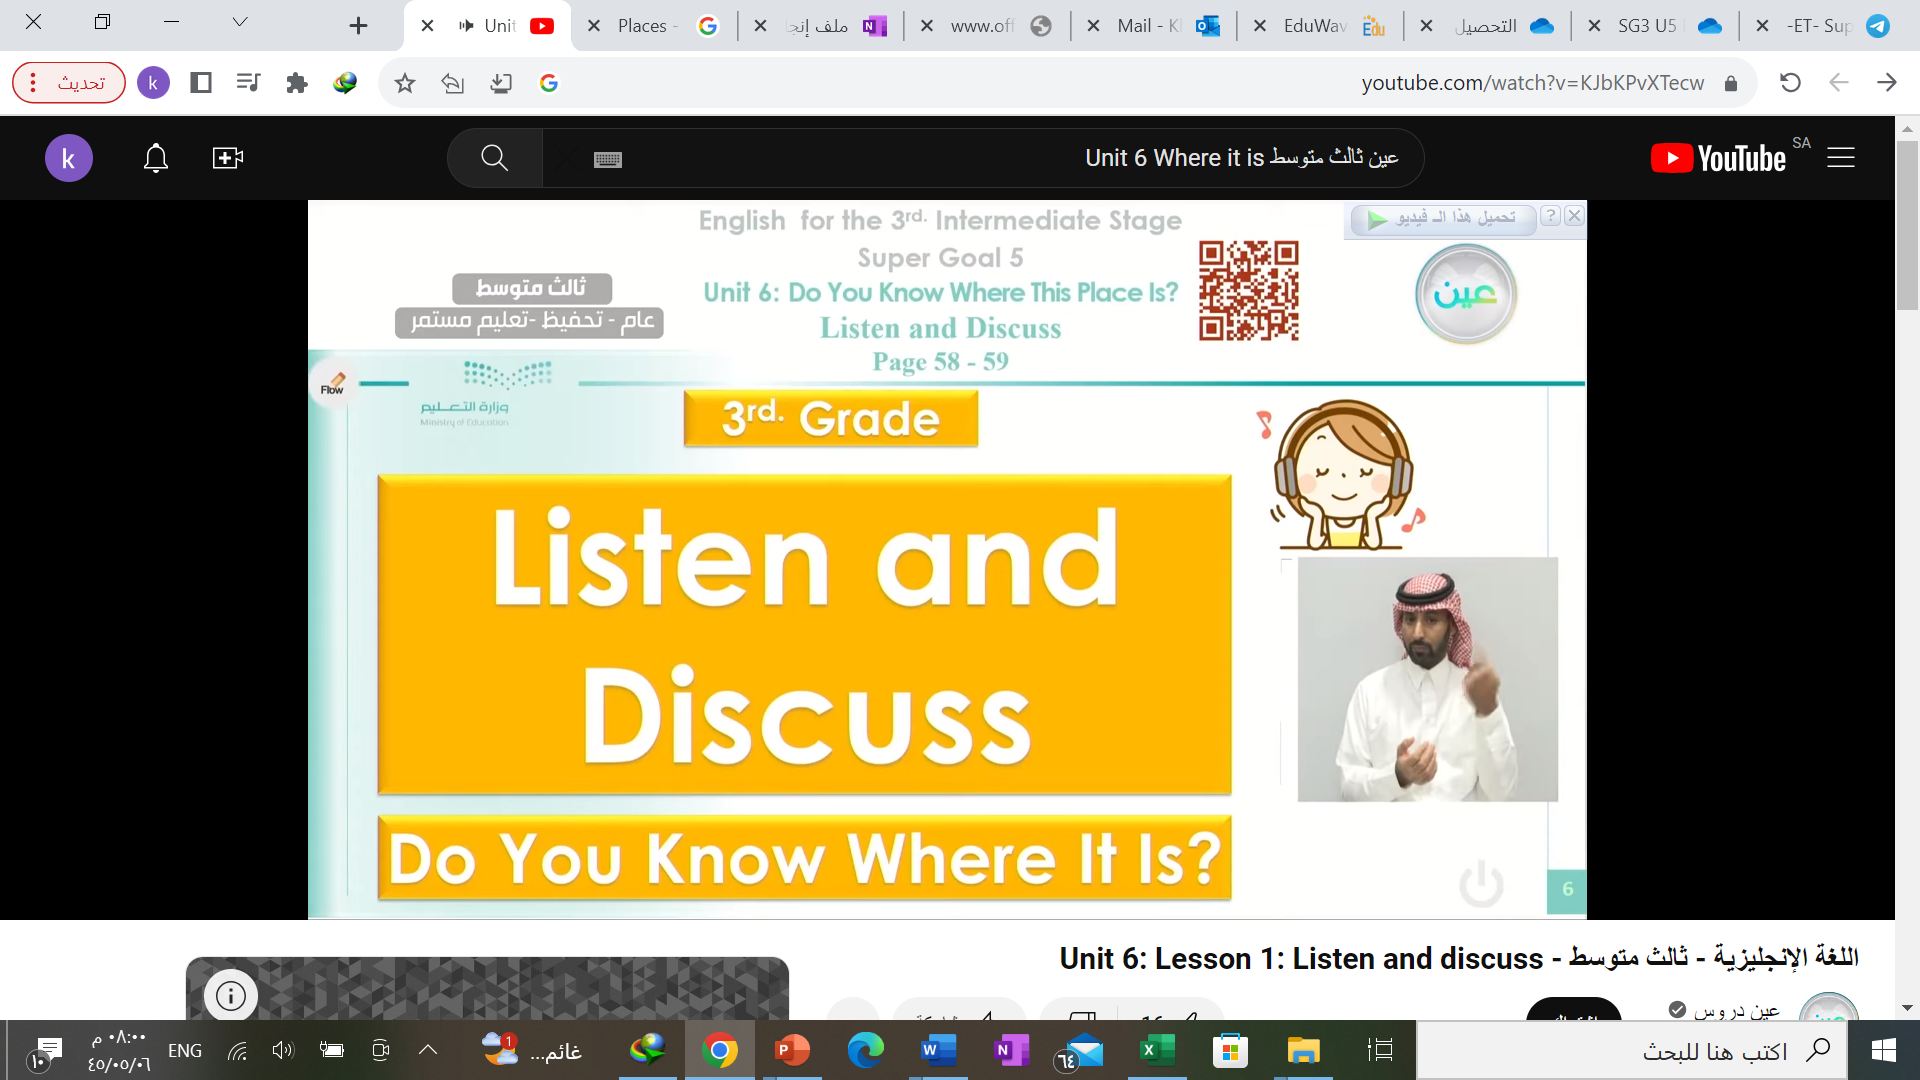 Unit
Places -
ملف إنجا
www.off
Mail - K
EduWav
التحصيل
SG3 U5
-ET- Sup
تحديث
k
youtube.com/watch?v=KJbKPvXTecw
k
Unit 6 Where it is عين ثالث متوسط
YouTube SA
English for the 3rd. Intermediate Stage
Super Goal 5
Unit 6: Do You Know Where This Place Is?
Listen and Discuss
Page 58 - 59
تحميل هذا الـ فيديو
?
ثالث متوسط
عام - تحفيظ -تعليم مستمر
عين
Flow
وزارة التعليم
Ministry of Education
3rd. Grade
Listen and
Discuss
Do You Know Where It Is?
6
اللغة الإنجليزية - ثالث متوسط - Unit 6: Lesson 1: Listen and discuss
عين دروس
١٠
٠٨:٠٠ م
٤٥/٠٥/٠٦
ENG
1
غائم...
٦٤
اكتب هنا للبحث